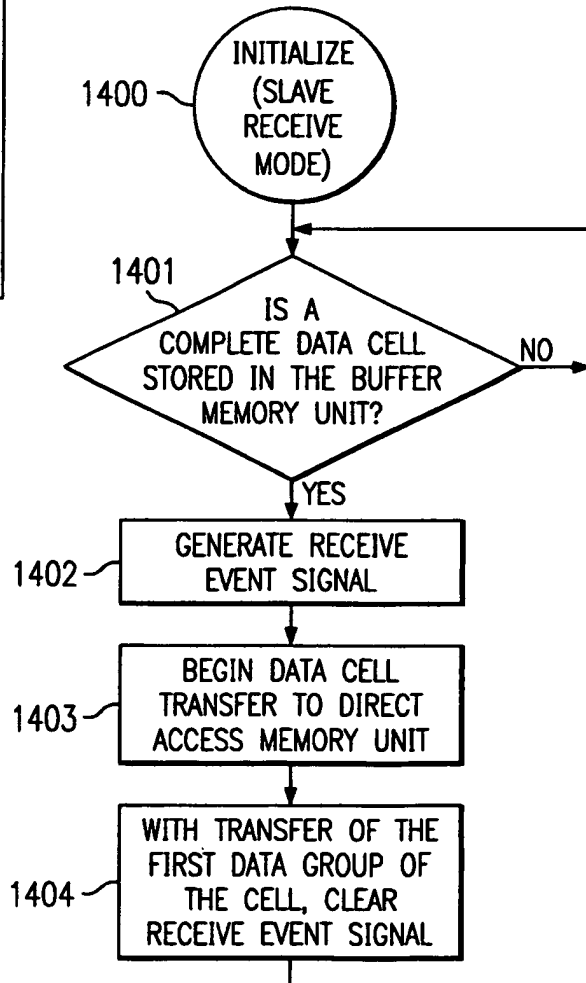 INITIALIZE
(SLAVE
RECEIVE
MODE)
1400
1401
IS A
COMPLETE DATA CELL
STORED IN THE BUFFER
MEMORY UNIT?
NO
YES
GENERATE RECEIVE
EVENT SIGNAL
1402
BEGIN DATA CELL
TRANSFER TO DIRECT
ACCESS MEMORY UNIT
1403
WITH TRANSFER OF THE
FIRST DATA GROUP OF
THE CELL, CLEAR
RECEIVE EVENT SIGNAL
1404